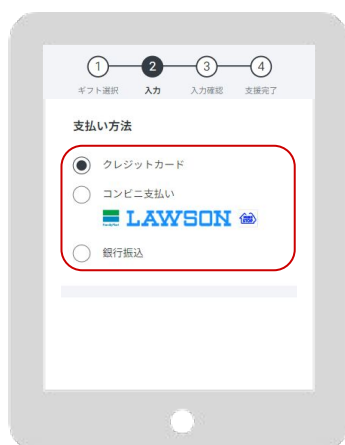 1 2 3 4
ギフト選択 入力 入力確認 支援完了
支払い方法
クレジットカード
コンビニ支払い
FamilyMart LAWSON
銀行振込